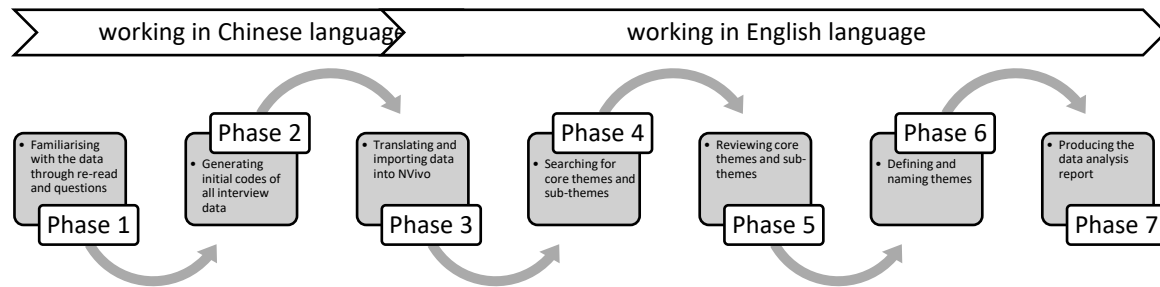 working in Chinese language
working in English language
• Familiarising
with the data
through re-read
and questions
Phase 1
Phase 2
• Generating
initial codes of
all interview
data
• Translating and
importing data
into NVivo
Phase 3
Phase 4
• Searching for
core themes and
sub-themes
• Reviewing core
themes and sub-
themes
Phase 5
Phase 6
• Defining and
naming themes
• Producing the
data analysis
report
Phase 7